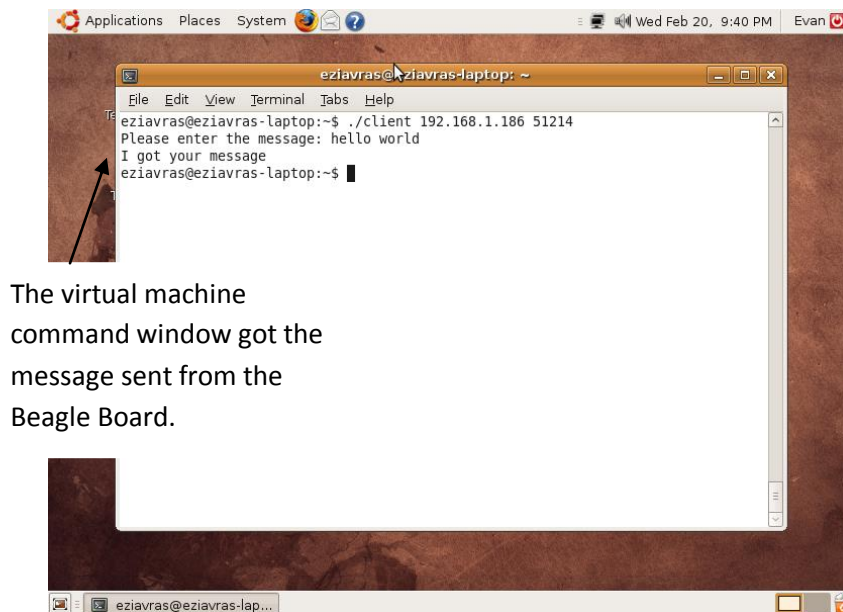 Applications Places System
Wed Feb 20, 9:40 PM Evan
eziavras@eziavras-laptop: ~
File Edit View Terminal Tabs Help
eziavras@eziavras-laptop:~$ ./client 192.168.1.186 51214
Please enter the message: hello world
I got your message
eziavras@eziavras-laptop:~$
The virtual machine
command window got the
message sent from the
Beagle Board.
eziavras@eziavras-lap...